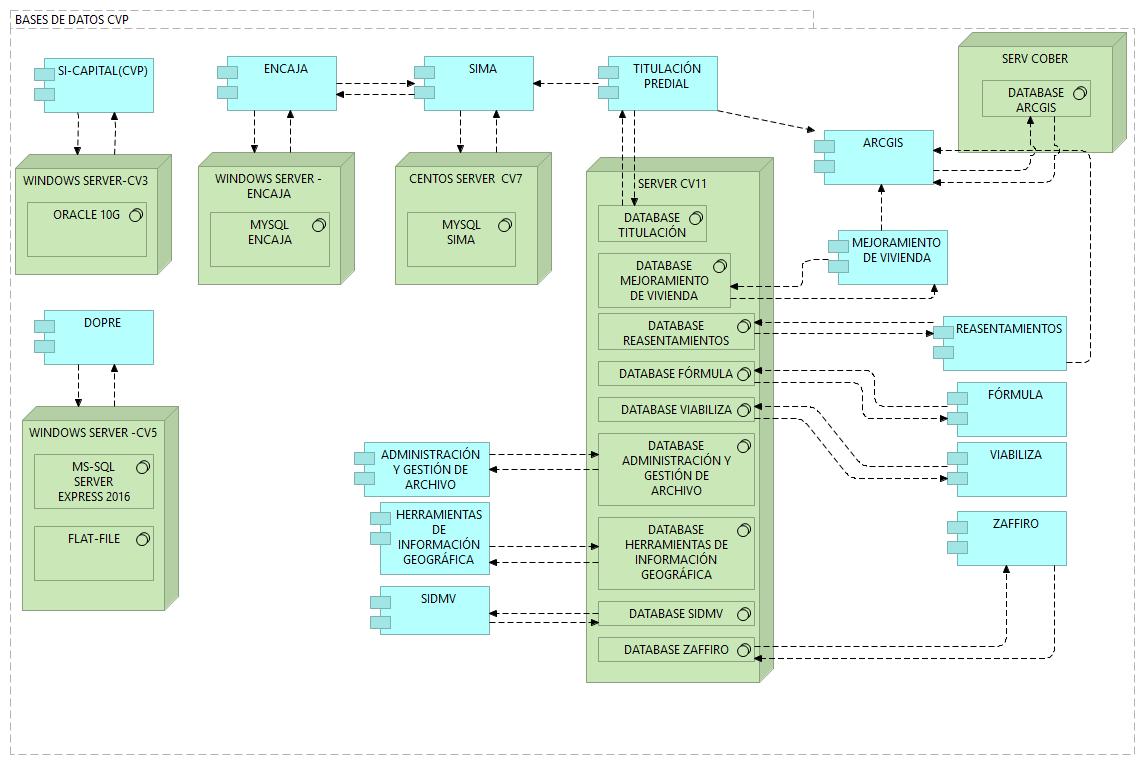 BASES DE DATOS CVP
SI-CAPITAL(CVP)
ENCAJA
SIMA
TITULACIÓN
PREDIAL
SERV COBER
DATABASE
ARCGIS
ARCGIS
WINDOWS SERVER-CV3
ORACLE 10G
WINDOWS SERVER -
ENCAJA
MYSQL
ENCAJA
CENTOS SERVER  CV7
MYSQL
SIMA
SERVER CV11
DATABASE
TITULACIÓN
DATABASE
MEJORAMIENTO
DE VIVIENDA
DATABASE
REASENTAMIENTOS
DATABASE FÓRMULA
DATABASE VIABILIZA
DATABASE
ADMINISTRACIÓN Y
GESTIÓN DE
ARCHIVO
DATABASE
HERRAMIENTAS DE
INFORMACIÓN
GEOGRÁFICA
DATABASE SIDMV
DATABASE ZAFFIRO
MEJORAMIENTO
DE VIVIENDA
REASENTAMIENTOS
FÓRMULA
VIABILIZA
ZAFFIRO
DOPRE
WINDOWS SERVER -CV5
MS-SQL
SERVER
EXPRESS 2016
FLAT-FILE
ADMINISTRACIÓN
Y GESTIÓN DE
ARCHIVO
HERRAMIENTAS
DE
INFORMACIÓN
GEOGRÁFICA
SIDMV